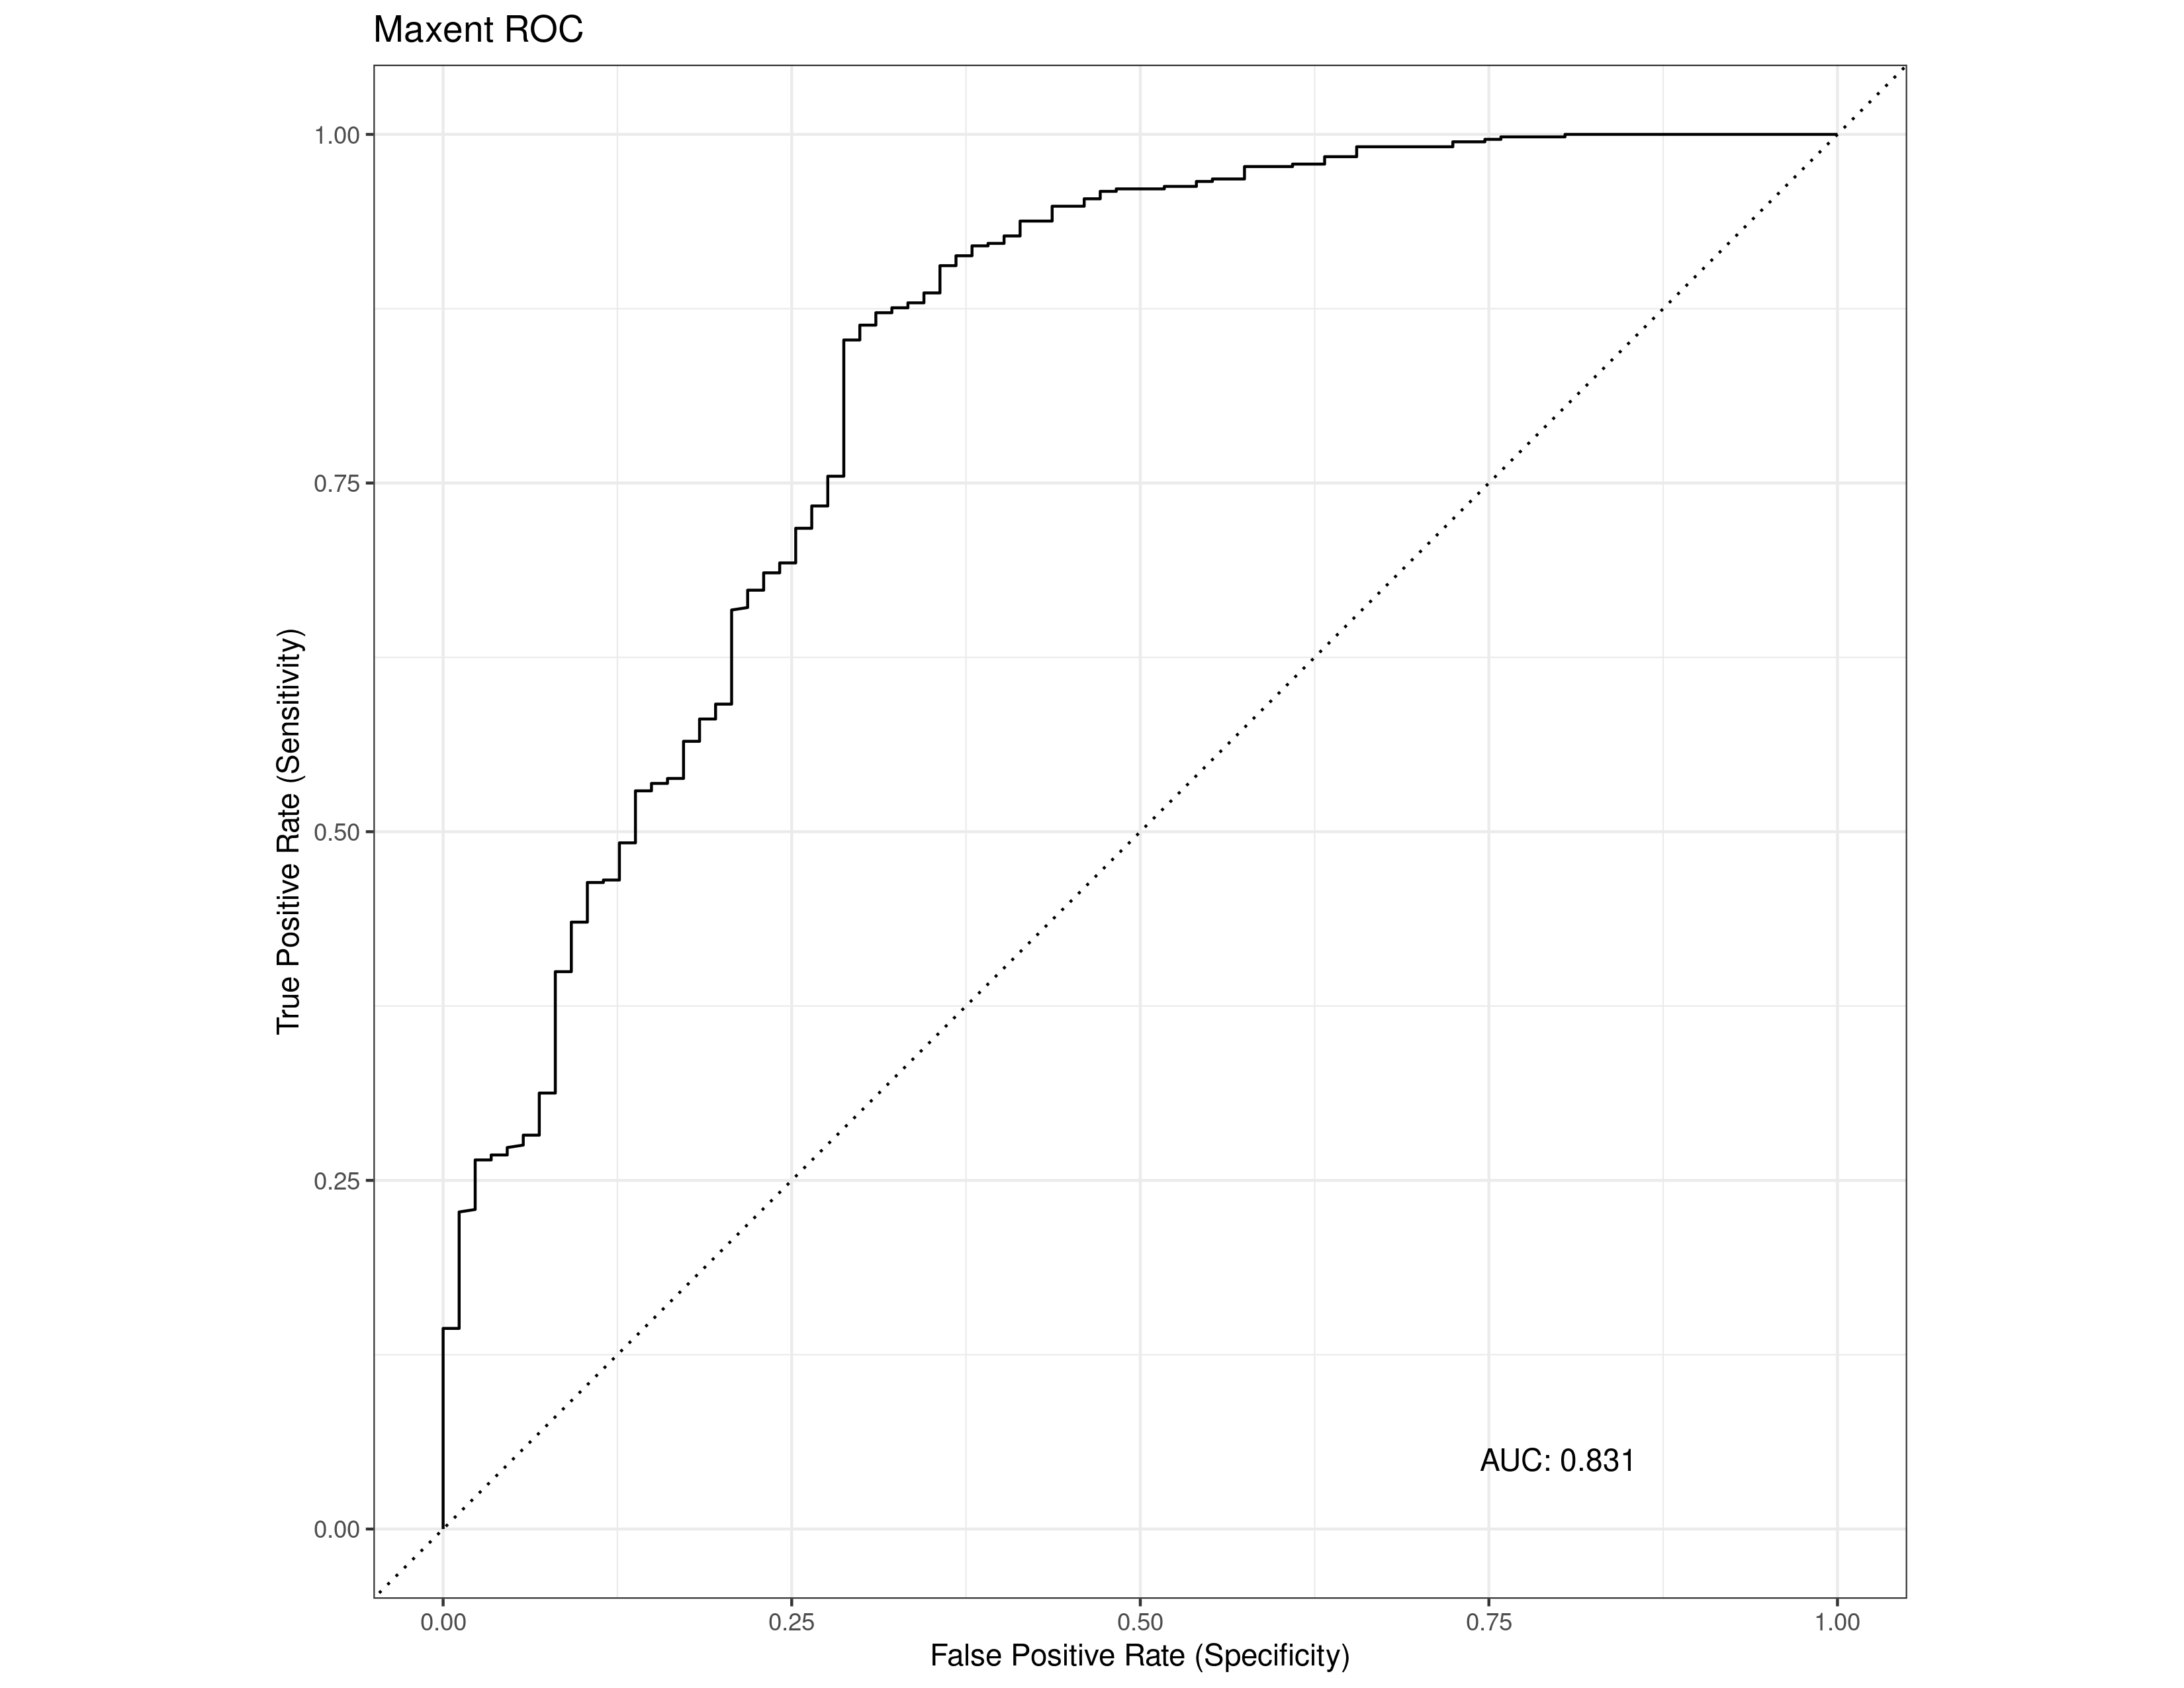 Maxent ROC
1.00
0.75
0.50
0.25
0.00
True Positive Rate (Sensitivity)
AUC: 0.831
0.00 0.25 0.50 0.75 1.00
False Positive Rate (Specificity)